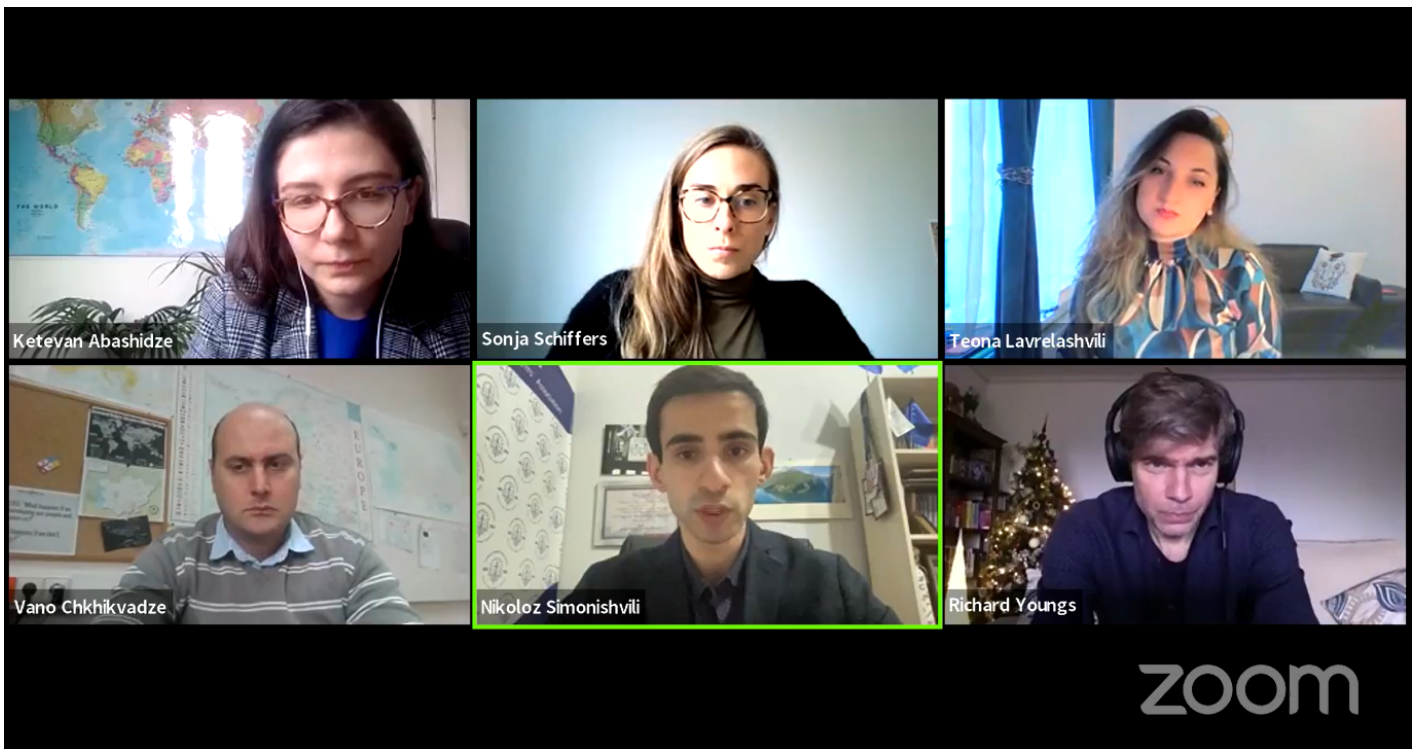 THE WORLD
Ketevan Abashidze
Sonja Schiffers
Teona Lavrelashvili
EUROPE
Vano Chkhikvadze
Nikoloz Simonishvili
Richard Youngs
zoom